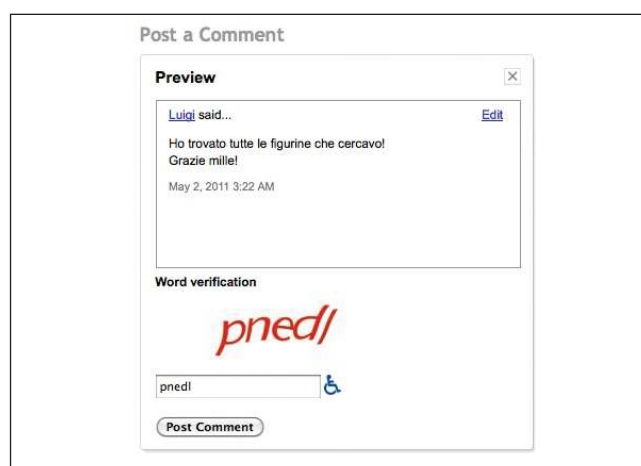 Post a Comment
Preview
Luigi said... Edit
Ho trovato tutte le figurine che cercavo!
Grazie mille!
May 2, 2011 3:22 AM
Word verification
pnedl
pnedl
Post Comment